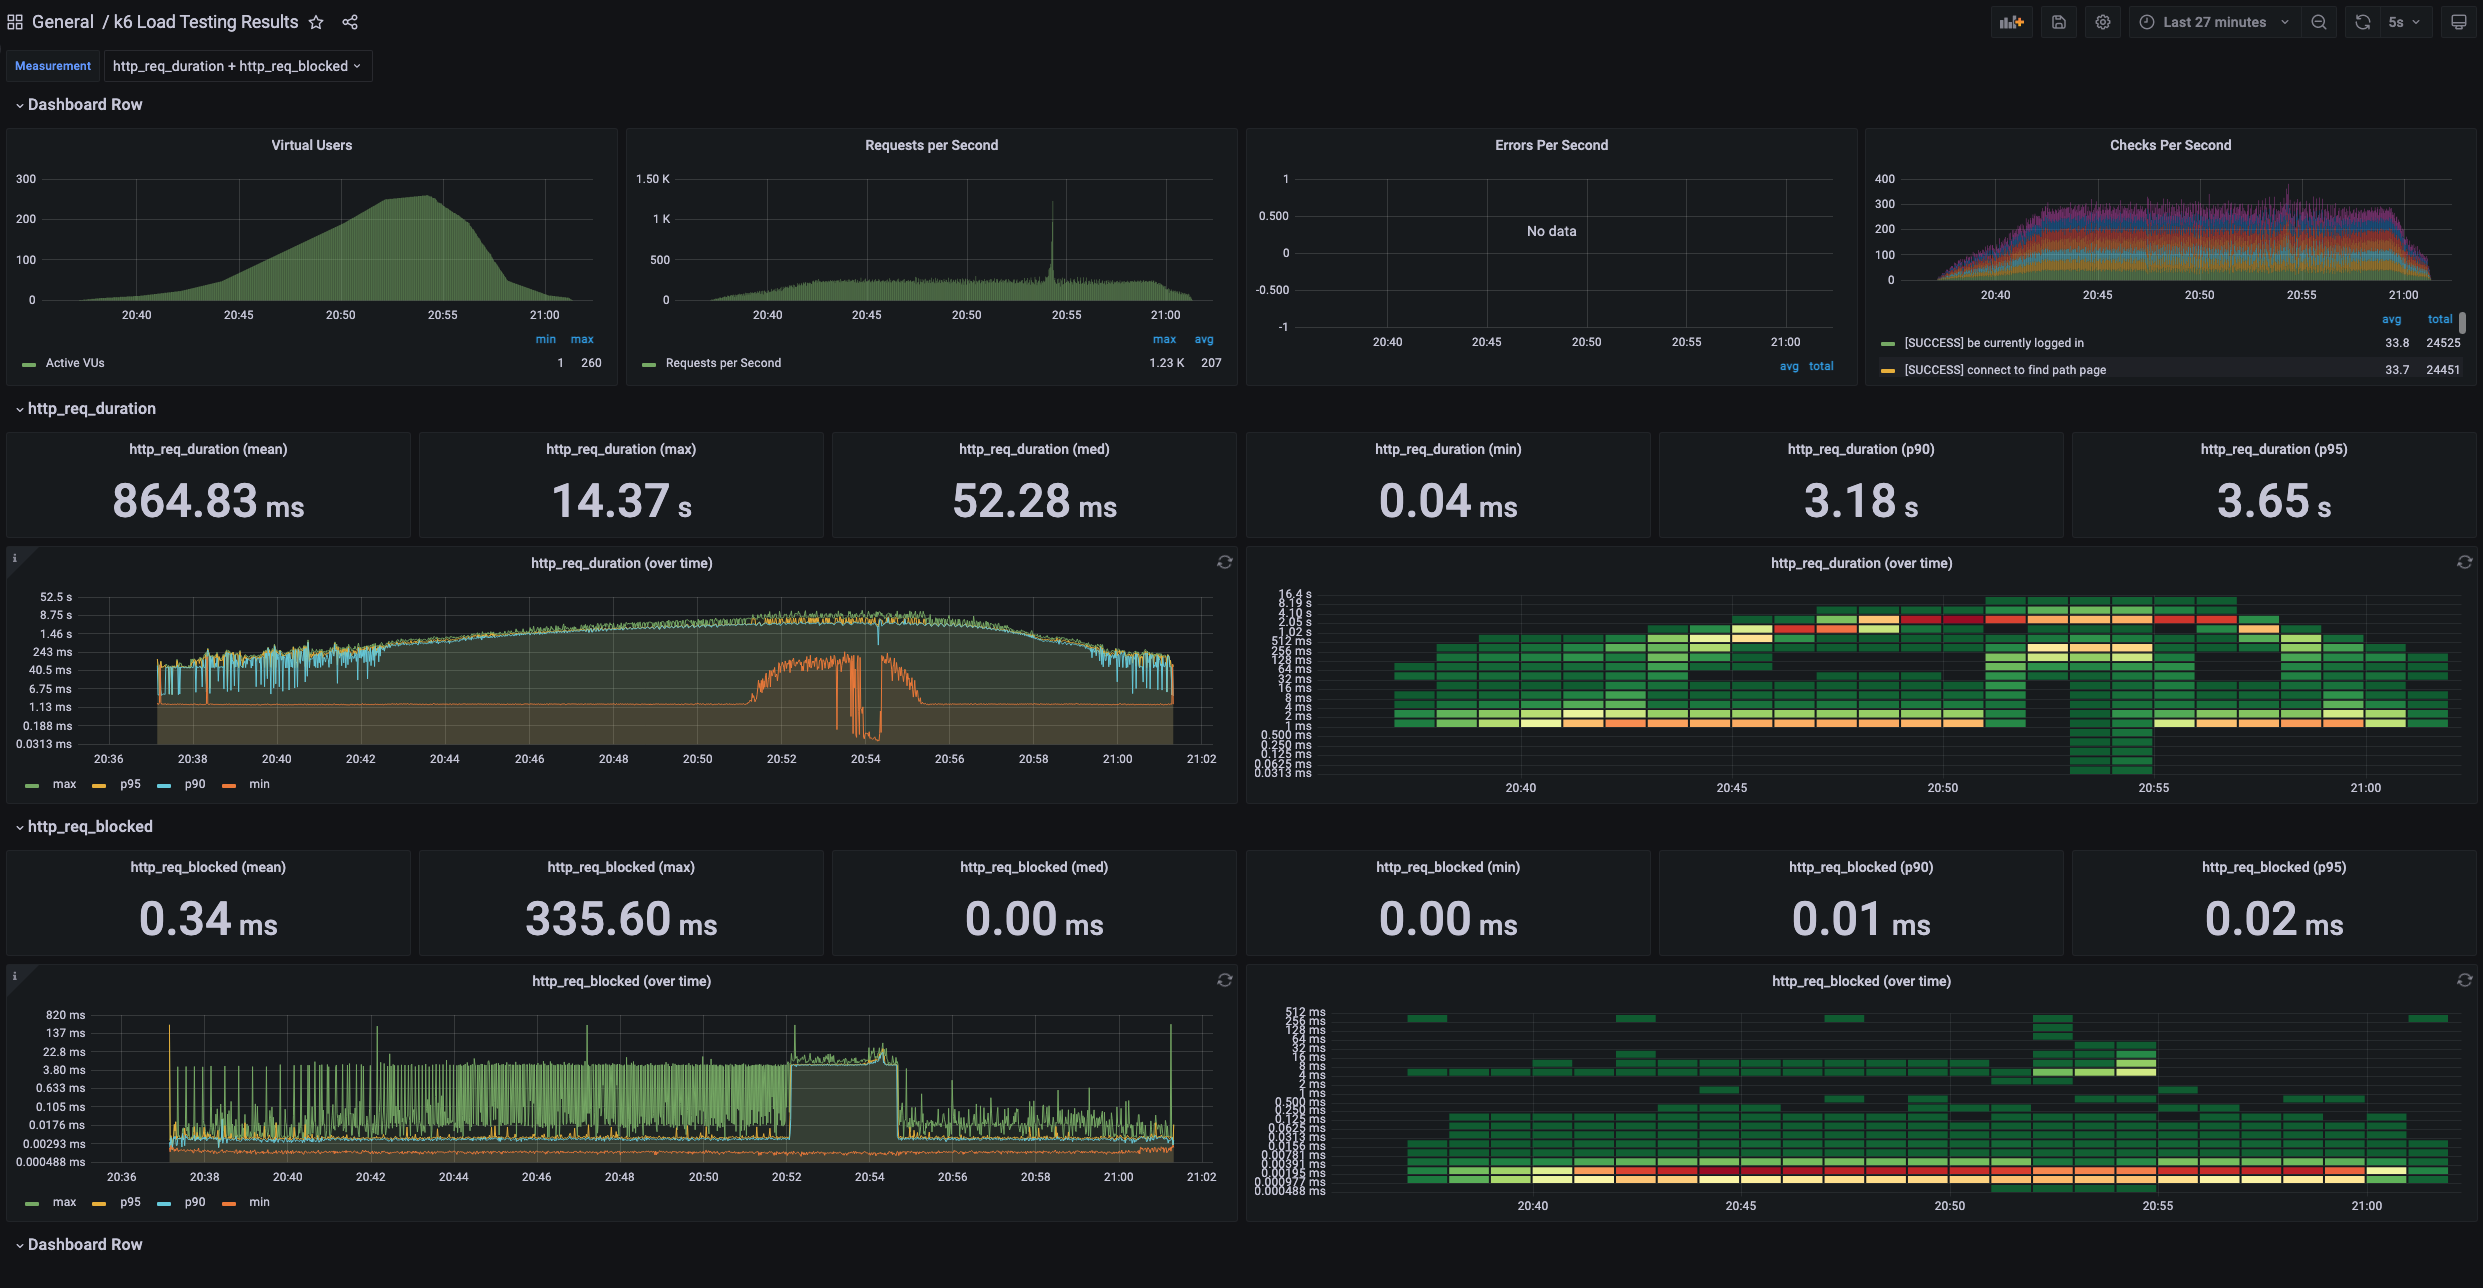 General / k6 Load Testing Results
Last 27 minutes
5s
Measurement
http_req_duration + http_req_blocked
Dashboard Row
Virtual Users
300
200
100
0
20:40 20:45 20:50 20:55 21:00
min max
Active VUs 1 260
Requests per Second
1.50 K
1 K
500
0
20:40 20:45 20:50 20:55 21:00
max avg
Requests per Second 1.23 K 207
Errors Per Second
1
0.500
0
-0.500
-1
No data
20:40 20:45 20:50 20:55 21:00
avg total
Checks Per Second
400
300
200
100
0
20:40 20:45 20:50 20:55 21:00
avg total
[SUCCESS] be currently logged in 33.8 24525
[SUCCESS] connect to find path page 33.7 24451
http_req_duration
http_req_duration (mean)
864.83 ms
http_req_duration (max)
14.37 s
http_req_duration (med)
52.28 ms
http_req_duration (min)
0.04 ms
http_req_duration (p90)
3.18 s
http_req_duration (p95)
3.65 s
i
http_req_duration (over time)
52.5 s
8.75 s
1.46 s
243 ms
40.5 ms
6.75 ms
1.13 ms
0.188 ms
0.0313 ms
20:36 20:38 20:40 20:42 20:44 20:46 20:48 20:50 20:52 20:54 20:56 20:58 21:00 21:02
max p95 p90 min
http_req_duration (over time)
16.4 s
8.19 s
4.10 s
2.05 s
1.02 s
512 ms
256 ms
128 ms
64 ms
32 ms
16 ms
8 ms
4 ms
2 ms
1 ms
0.500 ms
0.250 ms
0.125 ms
0.0625 ms
0.0313 ms
20:40 20:45 20:50 20:55 21:00
http_req_blocked
http_req_blocked (mean)
0.34 ms
http_req_blocked (max)
335.60 ms
http_req_blocked (med)
0.00 ms
http_req_blocked (min)
0.00 ms
http_req_blocked (p90)
0.01 ms
http_req_blocked (p95)
0.02 ms
i
http_req_blocked (over time)
820 ms
137 ms
22.8 ms
3.80 ms
0.633 ms
0.105 ms
0.0176 ms
0.00293 ms
0.000488 ms
20:36 20:38 20:40 20:42 20:44 20:46 20:48 20:50 20:52 20:54 20:56 20:58 21:00 21:02
max p95 p90 min
http_req_blocked (over time)
512 ms
256 ms
128 ms
64 ms
32 ms
16 ms
8 ms
4 ms
2 ms
1 ms
0.500 ms
0.250 ms
0.125 ms
0.0625 ms
0.0313 ms
0.0156 ms
0.00781 ms
0.00391 ms
0.00195 ms
0.000977 ms
0.000488 ms
20:40 20:45 20:50 20:55 21:00
Dashboard Row